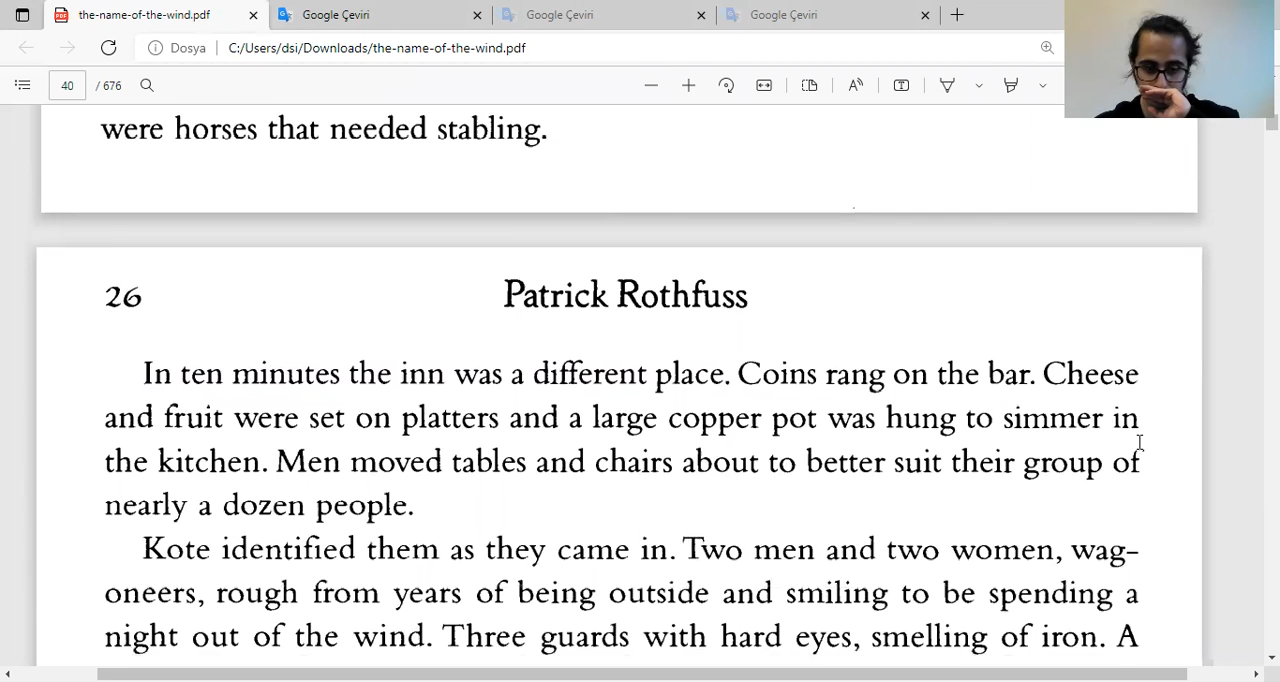 the-name-of-the-wind.pdf
Google Çeviri
Google Çeviri
Google Çeviri
Dosya
C:/Users/dsi/Downloads/the-name-of-the-wind.pdf
40 / 676
were horses that needed stabling.
26 Patrick Rothfuss
In ten minutes the inn was a different place. Coins rang on the bar. Cheese
and fruit were set on platters and a large copper pot was hung to simmer in
the kitchen. Men moved tables and chairs about to better suit their group of
nearly a dozen people.
Kote identified them as they came in. Two men and two women, wag-
oneers, rough from years of being outside and smiling to be spending a
night out of the wind. Three guards with hard eyes, smelling of iron. A